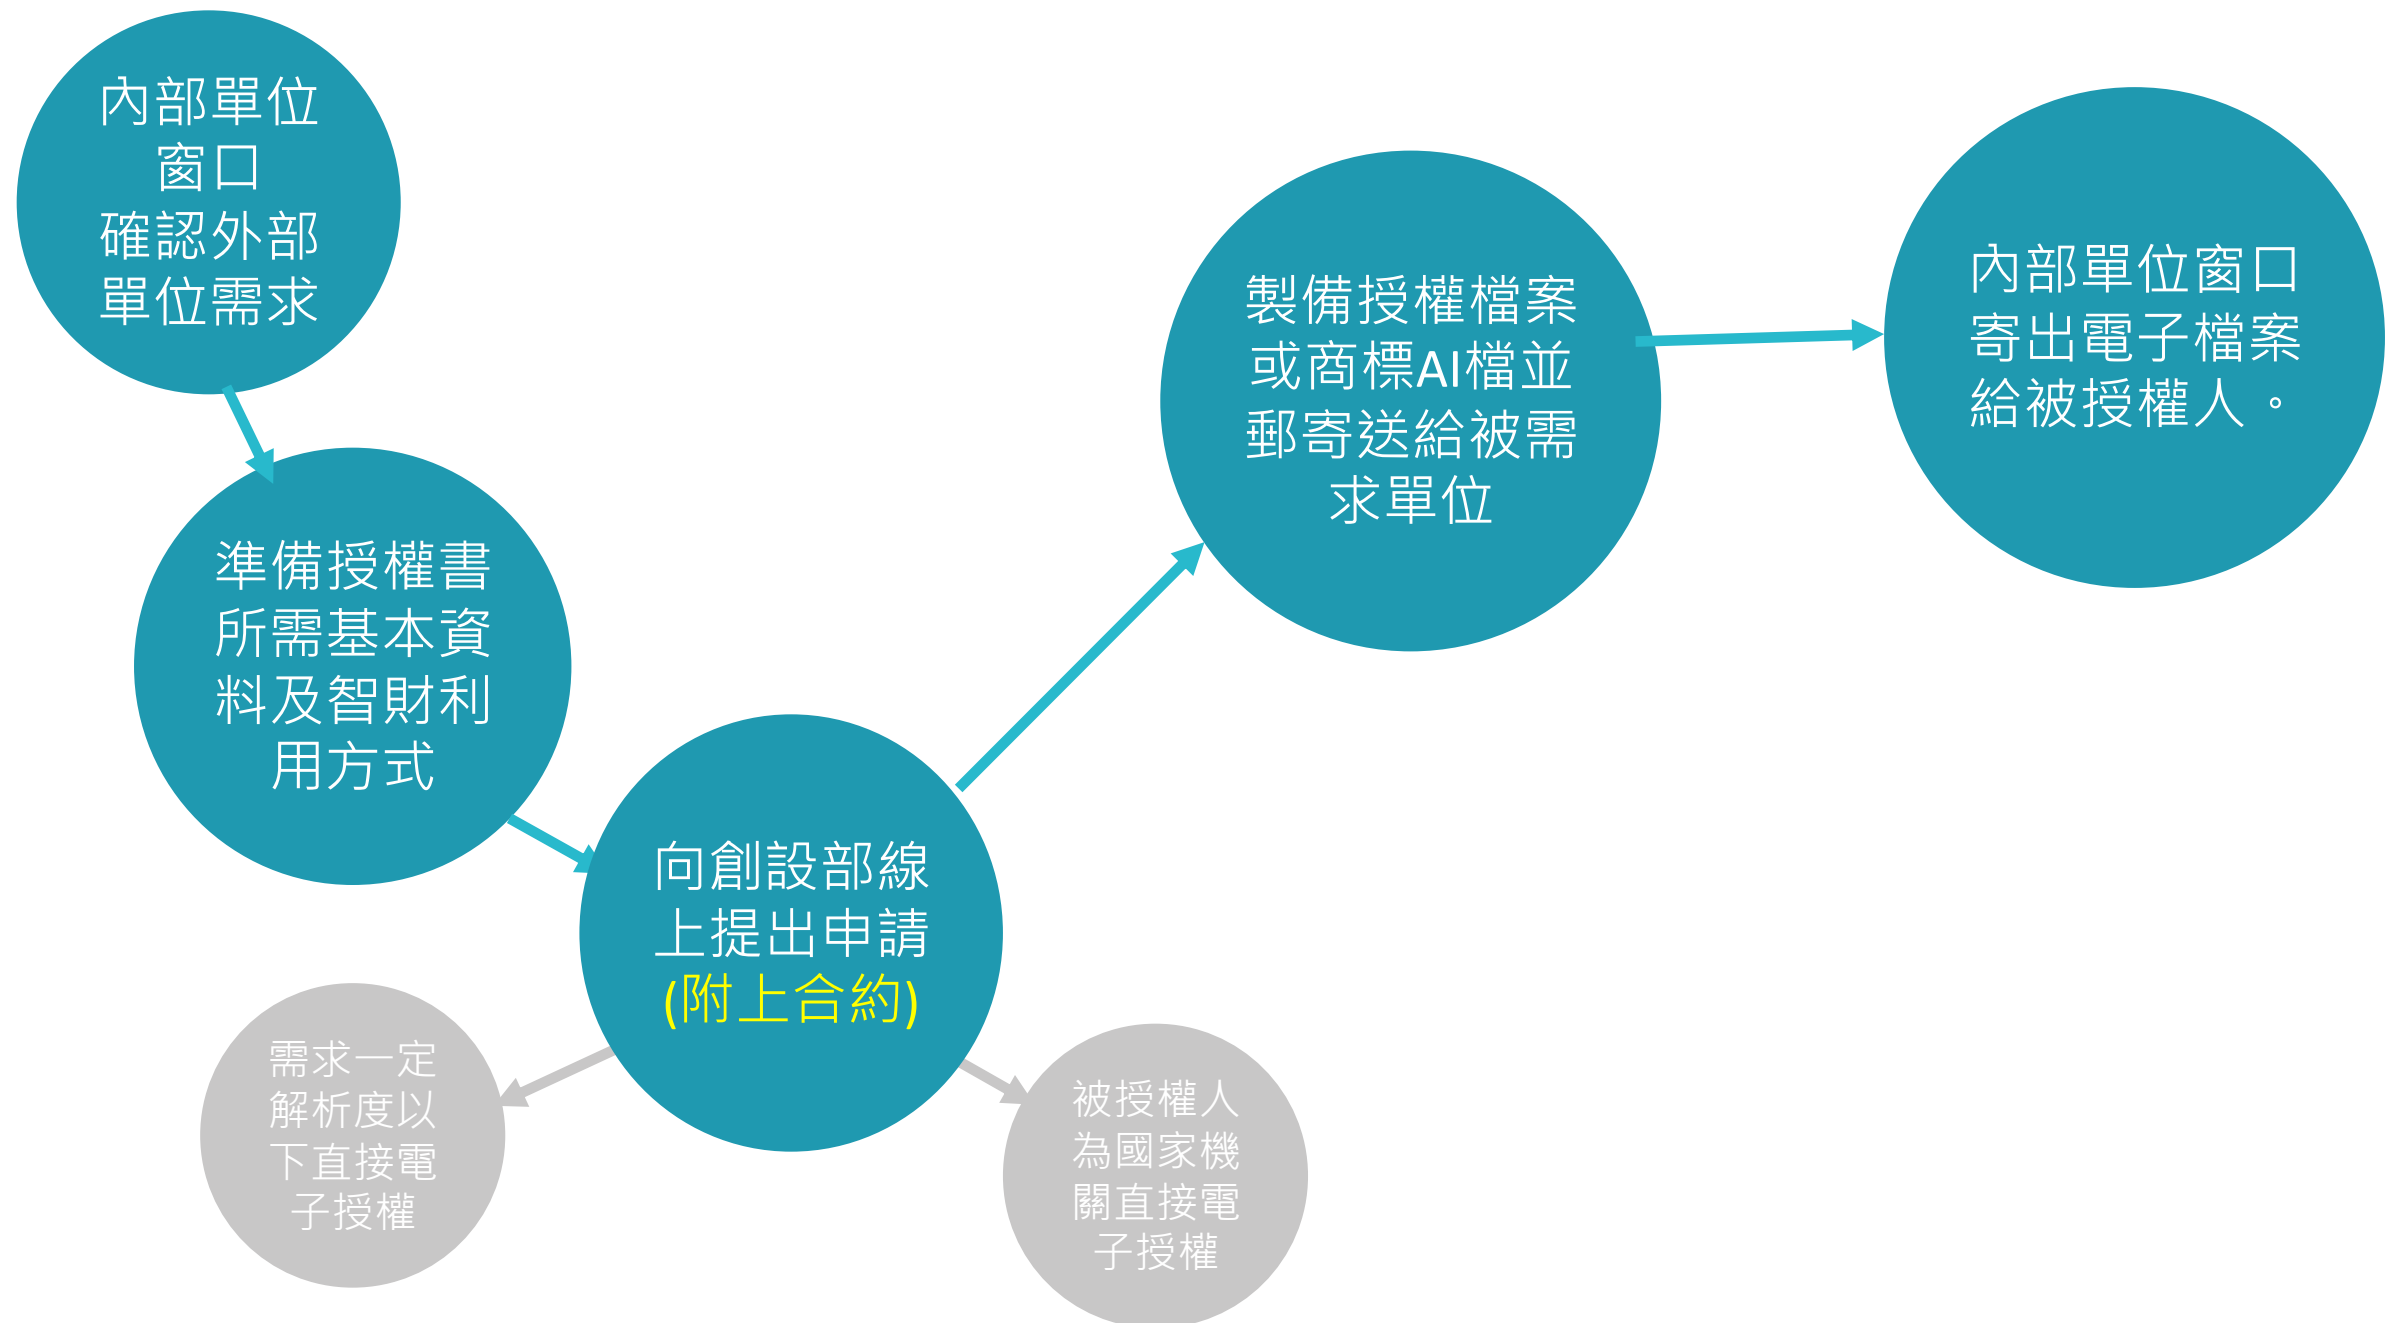 內部單位
窗口
確認外部
單位需求
準備授權書
所需基本資
料及智財利
用方式
向創設部線
上提出申請
(附上合約)
需求一定
解析度以
下直接電
子授權
被授權人
為國家機
關直接電
子授權
製備授權檔案
或商標AI檔並
郵寄送給被需
求單位
內部單位窗口
寄出電子檔案
給被授權人。